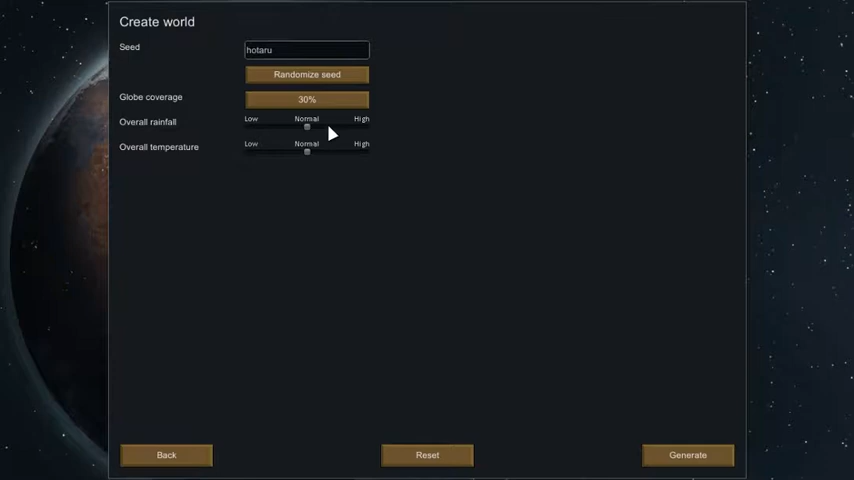 Create world
Seed
hotaru
Randomize seed
Globe coverage
30%
Overall rainfall
Low Normal High
Overall temperature
Low Normal High
Back Reset Generate